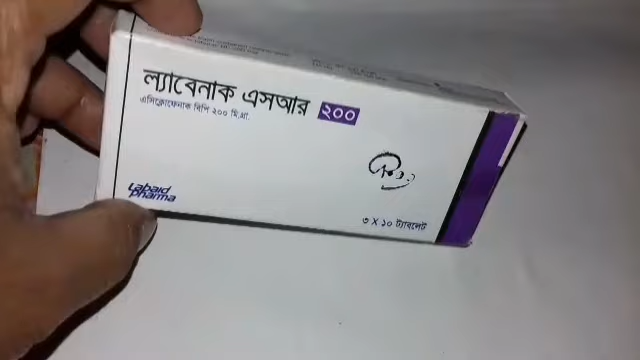 ল্যাবেনাক এসআর ২০০
এসিক্লোফেনাক বিপি ২০০ মি.গ্রা.
Labaid
pharma
৩ X ১০ ট্যাবলেট